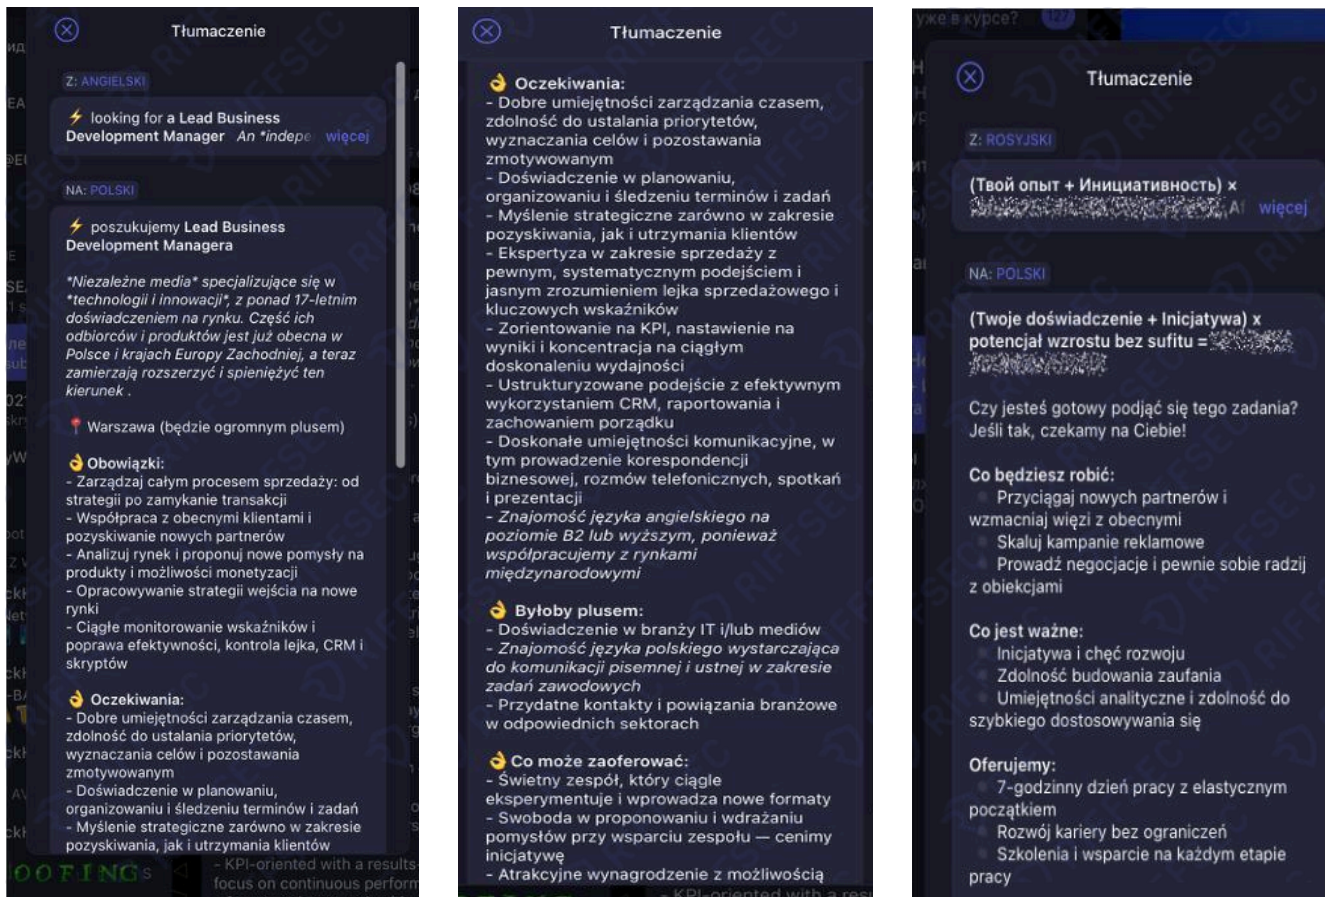 Tłumaczenie
Z: ANGIELSKI
⚡ looking for a Lead Business
Development Manager An *indepe więcej
NA: POLSKI
⚡ poszukujemy Lead Business
Development Managera
*Niezależne media* specjalizujące się w
*technologii i innowacji*, z ponad 17-letnim
doświadczeniem na rynku. Część ich
odbiorców i produktów jest już obecna w
Polsce i krajach Europy Zachodniej, a teraz
zamierzają rozszerzyć i spieniężyć ten
kierunek .
📍 Warszawa (będzie ogromnym plusem)
👌 Obowiązki:
- Zarządzaj całym procesem sprzedaży: od
strategii po zamykanie transakcji
- Współpraca z obecnymi klientami i
pozyskiwanie nowych partnerów
- Analizuj rynek i proponuj nowe pomysły na
produkty i możliwości monetyzacji
- Opracowywanie strategii wejścia na nowe
rynki
- Ciągłe monitorowanie wskaźników i
poprawa efektywności, kontrola lejka, CRM i
skryptów
👌 Oczekiwania:
- Dobre umiejętności zarządzania czasem,
zdolność do ustalania priorytetów,
wyznaczania celów i pozostawania
zmotywowanym
- Doświadczenie w planowaniu,
organizowaniu i śledzeniu terminów i zadań
- Myślenie strategiczne zarówno w zakresie
pozyskiwania, jak i utrzymania klientów
OOFING
- KPI-oriented with a results-
focus on continuous perform
Tłumaczenie
👌 Oczekiwania:
- Dobre umiejętności zarządzania czasem,
zdolność do ustalania priorytetów,
wyznaczania celów i pozostawania
zmotywowanym
- Doświadczenie w planowaniu,
organizowaniu i śledzeniu terminów i zadań
- Myślenie strategiczne zarówno w zakresie
pozyskiwania, jak i utrzymania klientów
- Ekspertyza w zakresie sprzedaży z
pewnym, systematycznym podejściem i
jasnym zrozumieniem lejka sprzedażowego i
kluczowych wskaźników
- Zorientowanie na KPI, nastawienie na
wyniki i koncentracja na ciągłym
doskonaleniu wydajności
- Ustrukturyzowane podejście z efektywnym
wykorzystaniem CRM, raportowania i
zachowaniem porządku
- Doskonałe umiejętności komunikacyjne, w
tym prowadzenie korespondencji
biznesowej, rozmów telefonicznych, spotkań
i prezentacji
- Znajomość języka angielskiego na
poziomie B2 lub wyższym, ponieważ
współpracujemy z rynkami
międzynarodowymi
👌 Byłoby plusem:
- Doświadczenie w branży IT i/lub mediów
- Znajomość języka polskiego wystarczająca
do komunikacji pisemnej i ustnej w zakresie
zadań zawodowych
- Przydatne kontakty i powiązania branżowe
w odpowiednich sektorach
👌 Co może zaoferować:
- Świetny zespół, który ciągle
eksperymentuje i wprowadza nowe formaty
- Swoboda w proponowaniu i wdrażaniu
pomysłów przy wsparciu zespołu — cenimy
inicjatywę
- Atrakcyjne wynagrodzenie z możliwością
- KPI-oriented with a resu
уже в курсе? 127
Tłumaczenie
Z: ROSYJSKI
(Твой опыт + Инициативность) ×
więcej
NA: POLSKI
(Twoje doświadczenie + Inicjatywa) x
potencjał wzrostu bez sufitu =
Czy jesteś gotowy podjąć się tego zadania?
Jeśli tak, czekamy na Ciebie!
Co będziesz robić:
Przyciągaj nowych partnerów i
wzmacniaj więzi z obecnymi
Skaluj kampanie reklamowe
Prowadź negocjacje i pewnie sobie radzij
z obiekcjami
Co jest ważne:
Inicjatywa i chęć rozwoju
Zdolność budowania zaufania
Umiejętności analityczne i zdolność do
szybkiego dostosowywania się
Oferujemy:
7-godzinny dzień pracy z elastycznym
początkiem
Rozwój kariery bez ograniczeń
Szkolenia i wsparcie na każdym etapie
pracy
RIFFSEC